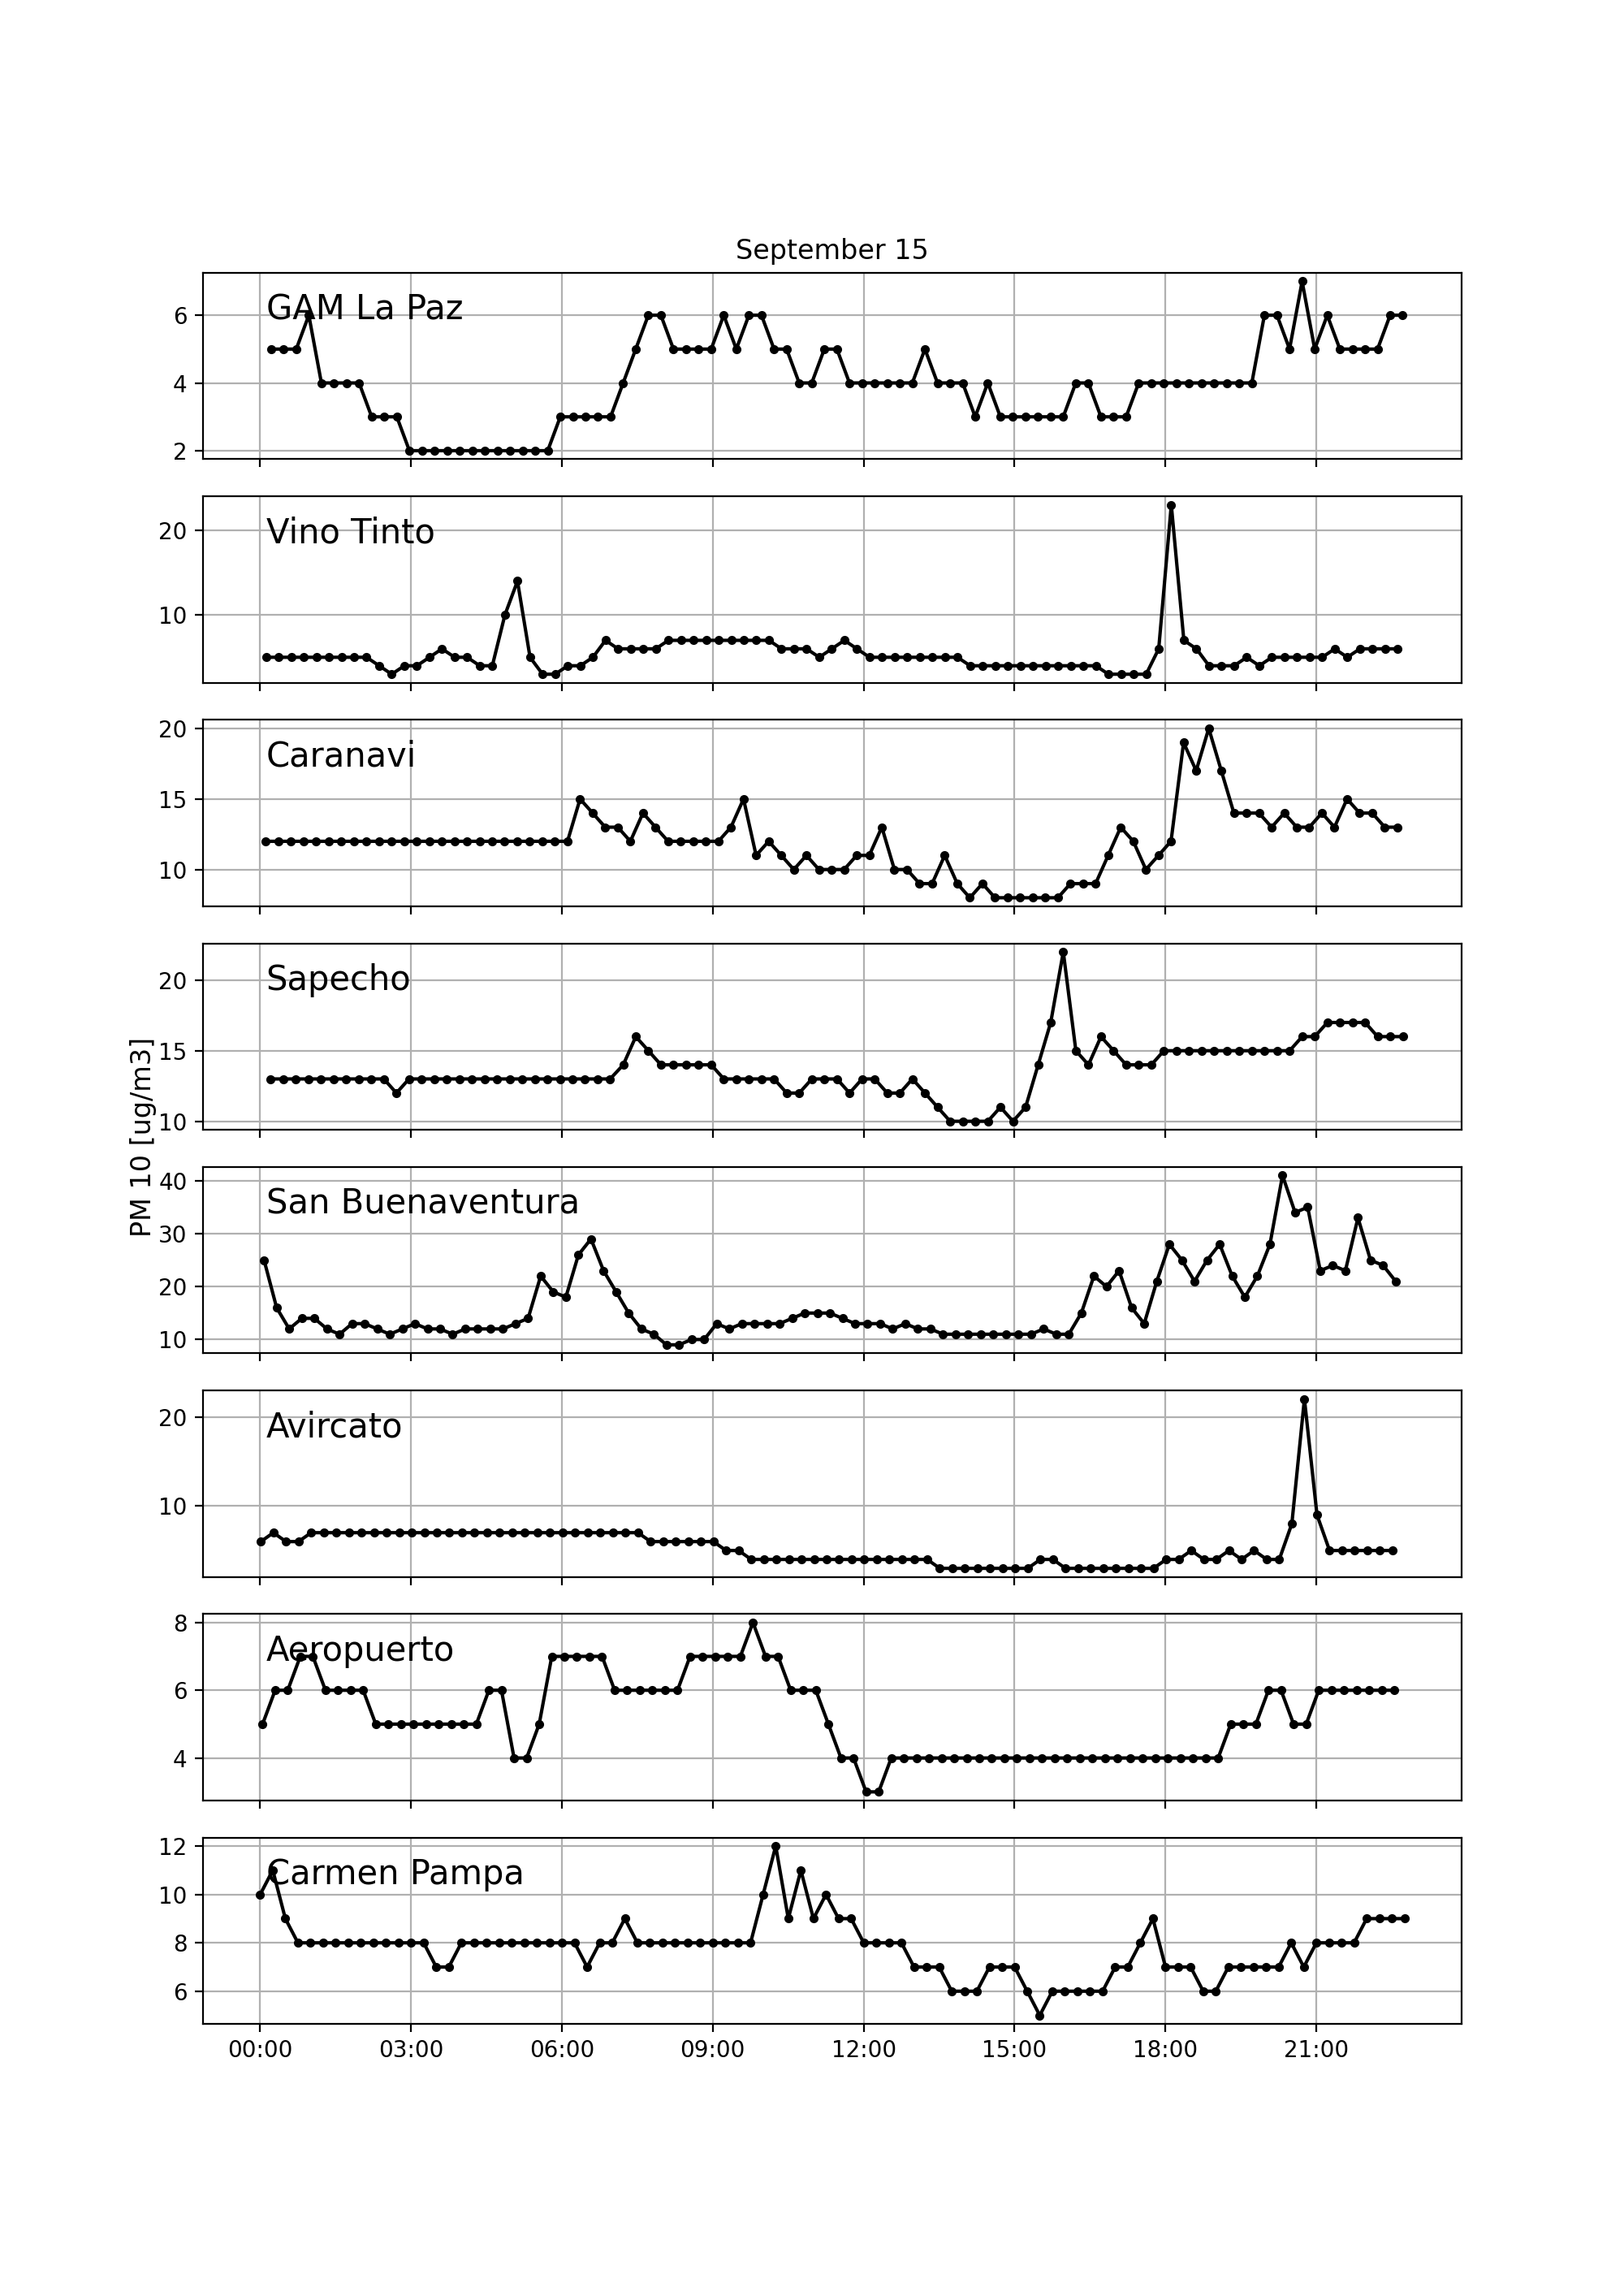 September 15
GAM La Paz
6
4
2
Vino Tinto
20
10
Caranavi
20
15
10
Sapecho
20
15
10
PM 10 [ug/m3]
San Buenaventura
40
30
20
10
Avircato
20
10
Aeropuerto
8
6
4
Carmen Pampa
12
10
8
6
00:00 03:00 06:00 09:00 12:00 15:00 18:00 21:00